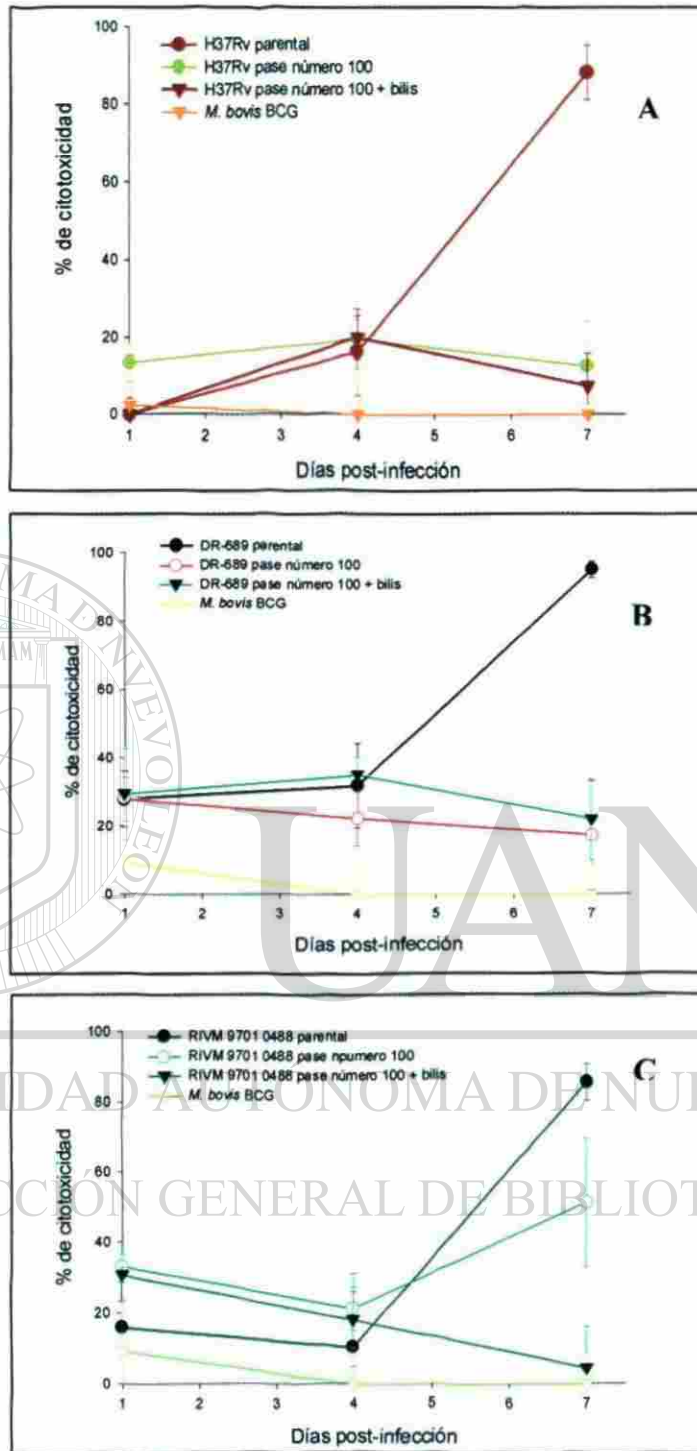 H37Rv parental
H37Rv pase número 100
H37Rv pase número 100 + bilis
M. bovis BCG
A
% de citotoxicidad
100
80
60
40
20
0
1 2 3 4 5 6 7
Días post-infección
DR-689 parental
DR-689 pase número 100
DR-689 pase número 100 + bilis
M. bovis BCG
B
% de citotoxicidad
100
80
60
40
20
0
1 2 3 4 5 6 7
Días post-infección
RIVM 9701 0488 parental
RIVM 9701 0488 pase npumero 100
RIVM 9701 0488 pase número 100 + bilis
M. bovis BCG
C
% de citotoxicidad
100
80
60
40
20
0
1 2 3 4 5 6 7
Días post-infección
UAN
IDAD AUTÓNOMA DE NUE
CCIÓN GENERAL DE BIBLIOT